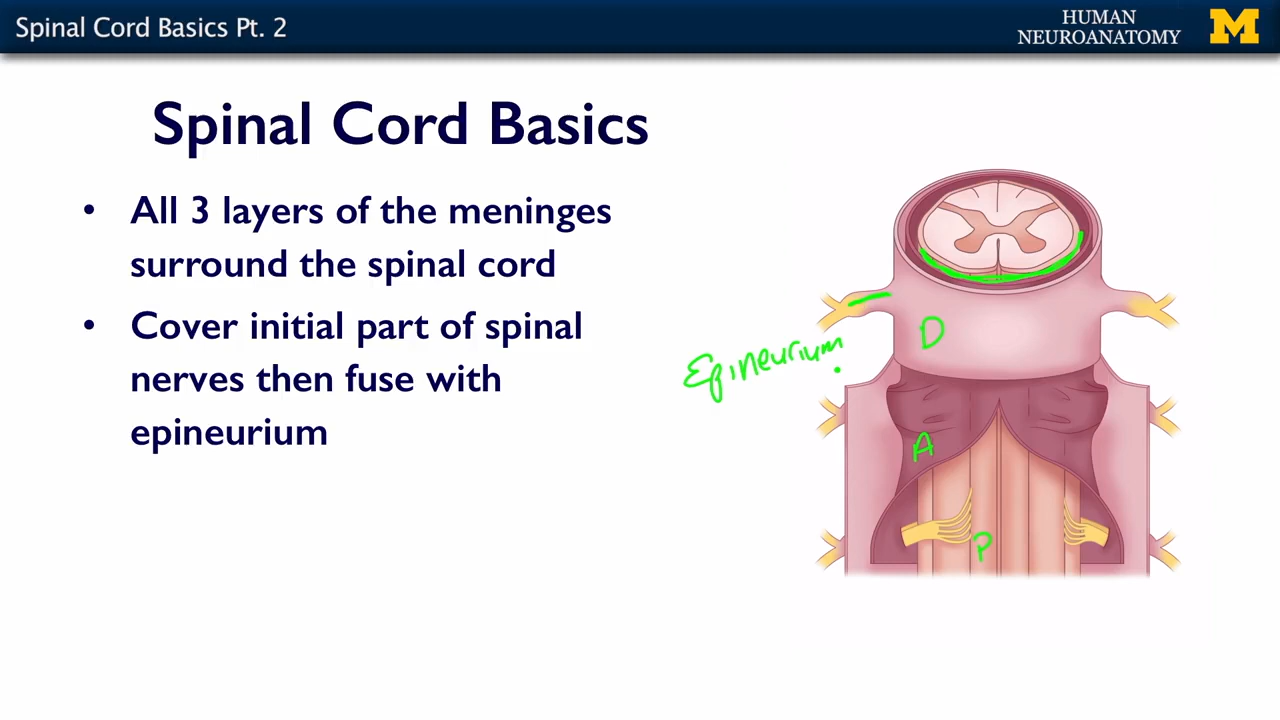 Spinal Cord Basics Pt. 2
HUMAN
NEUROANATOMY
M
Spinal Cord Basics
• All 3 layers of the meninges
surround the spinal cord
• Cover initial part of spinal
nerves then fuse with
epineurium
D
Epineurium
A
P